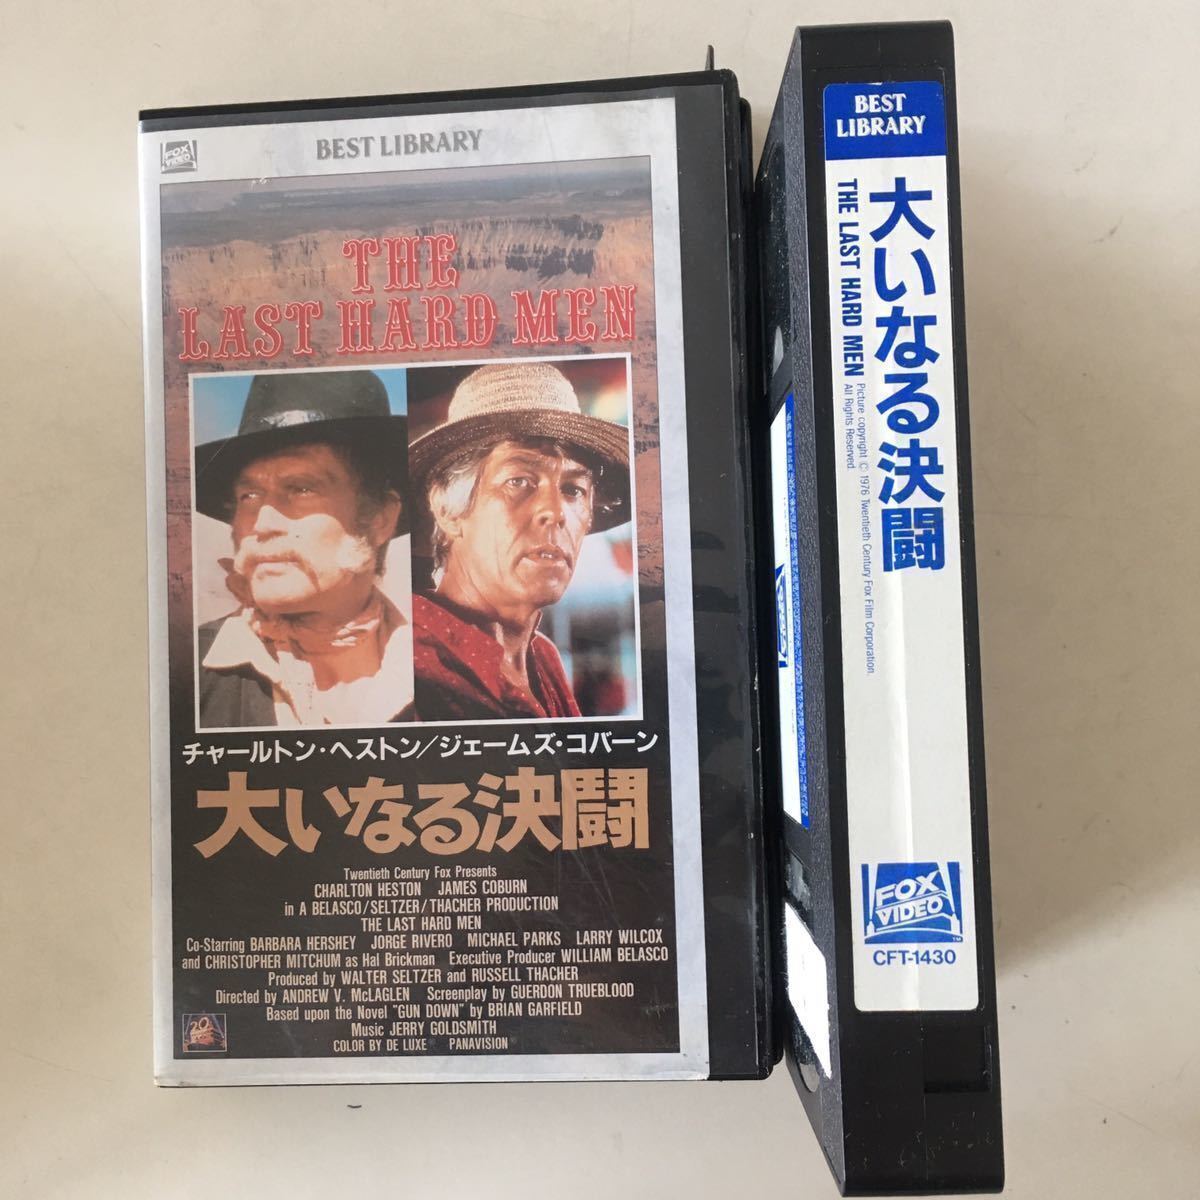 FOX
VIDEO
BEST LIBRARY
THE
LAST HARD MEN
チャールトン・ヘストン/ジェームズ・コバーン
大いなる決闘
Twentieth Century Fox Presents
CHARLTON HESTON JAMES COBURN
in A BELASCO/SELTZER/THACHER PRODUCTION
THE LAST HARD MEN
Co-Starring BARBARA HERSHEY JORGE RIVERO MICHAEL PARKS LARRY WILCOX
and CHRISTOPHER MITCHUM as Hal Brickman Executive Producer WILLIAM BELASCO
Produced by WALTER SELTZER and RUSSELL THACHER
Directed by ANDREW V. McLAGLEN Screenplay by GUERDON TRUEBLOOD
Based upon the Novel "GUN DOWN" by BRIAN GARFIELD
Music JERRY GOLDSMITH
COLOR BY DE LUXE PANAVISION
20
BEST
LIBRARY
大いなる決闘
THE LAST HARD MEN
Picture copyright © 1976 Twentieth Century Fox Film Corporation.
All Rights Reserved.
FOX
VIDEO
TM
CFT-1430